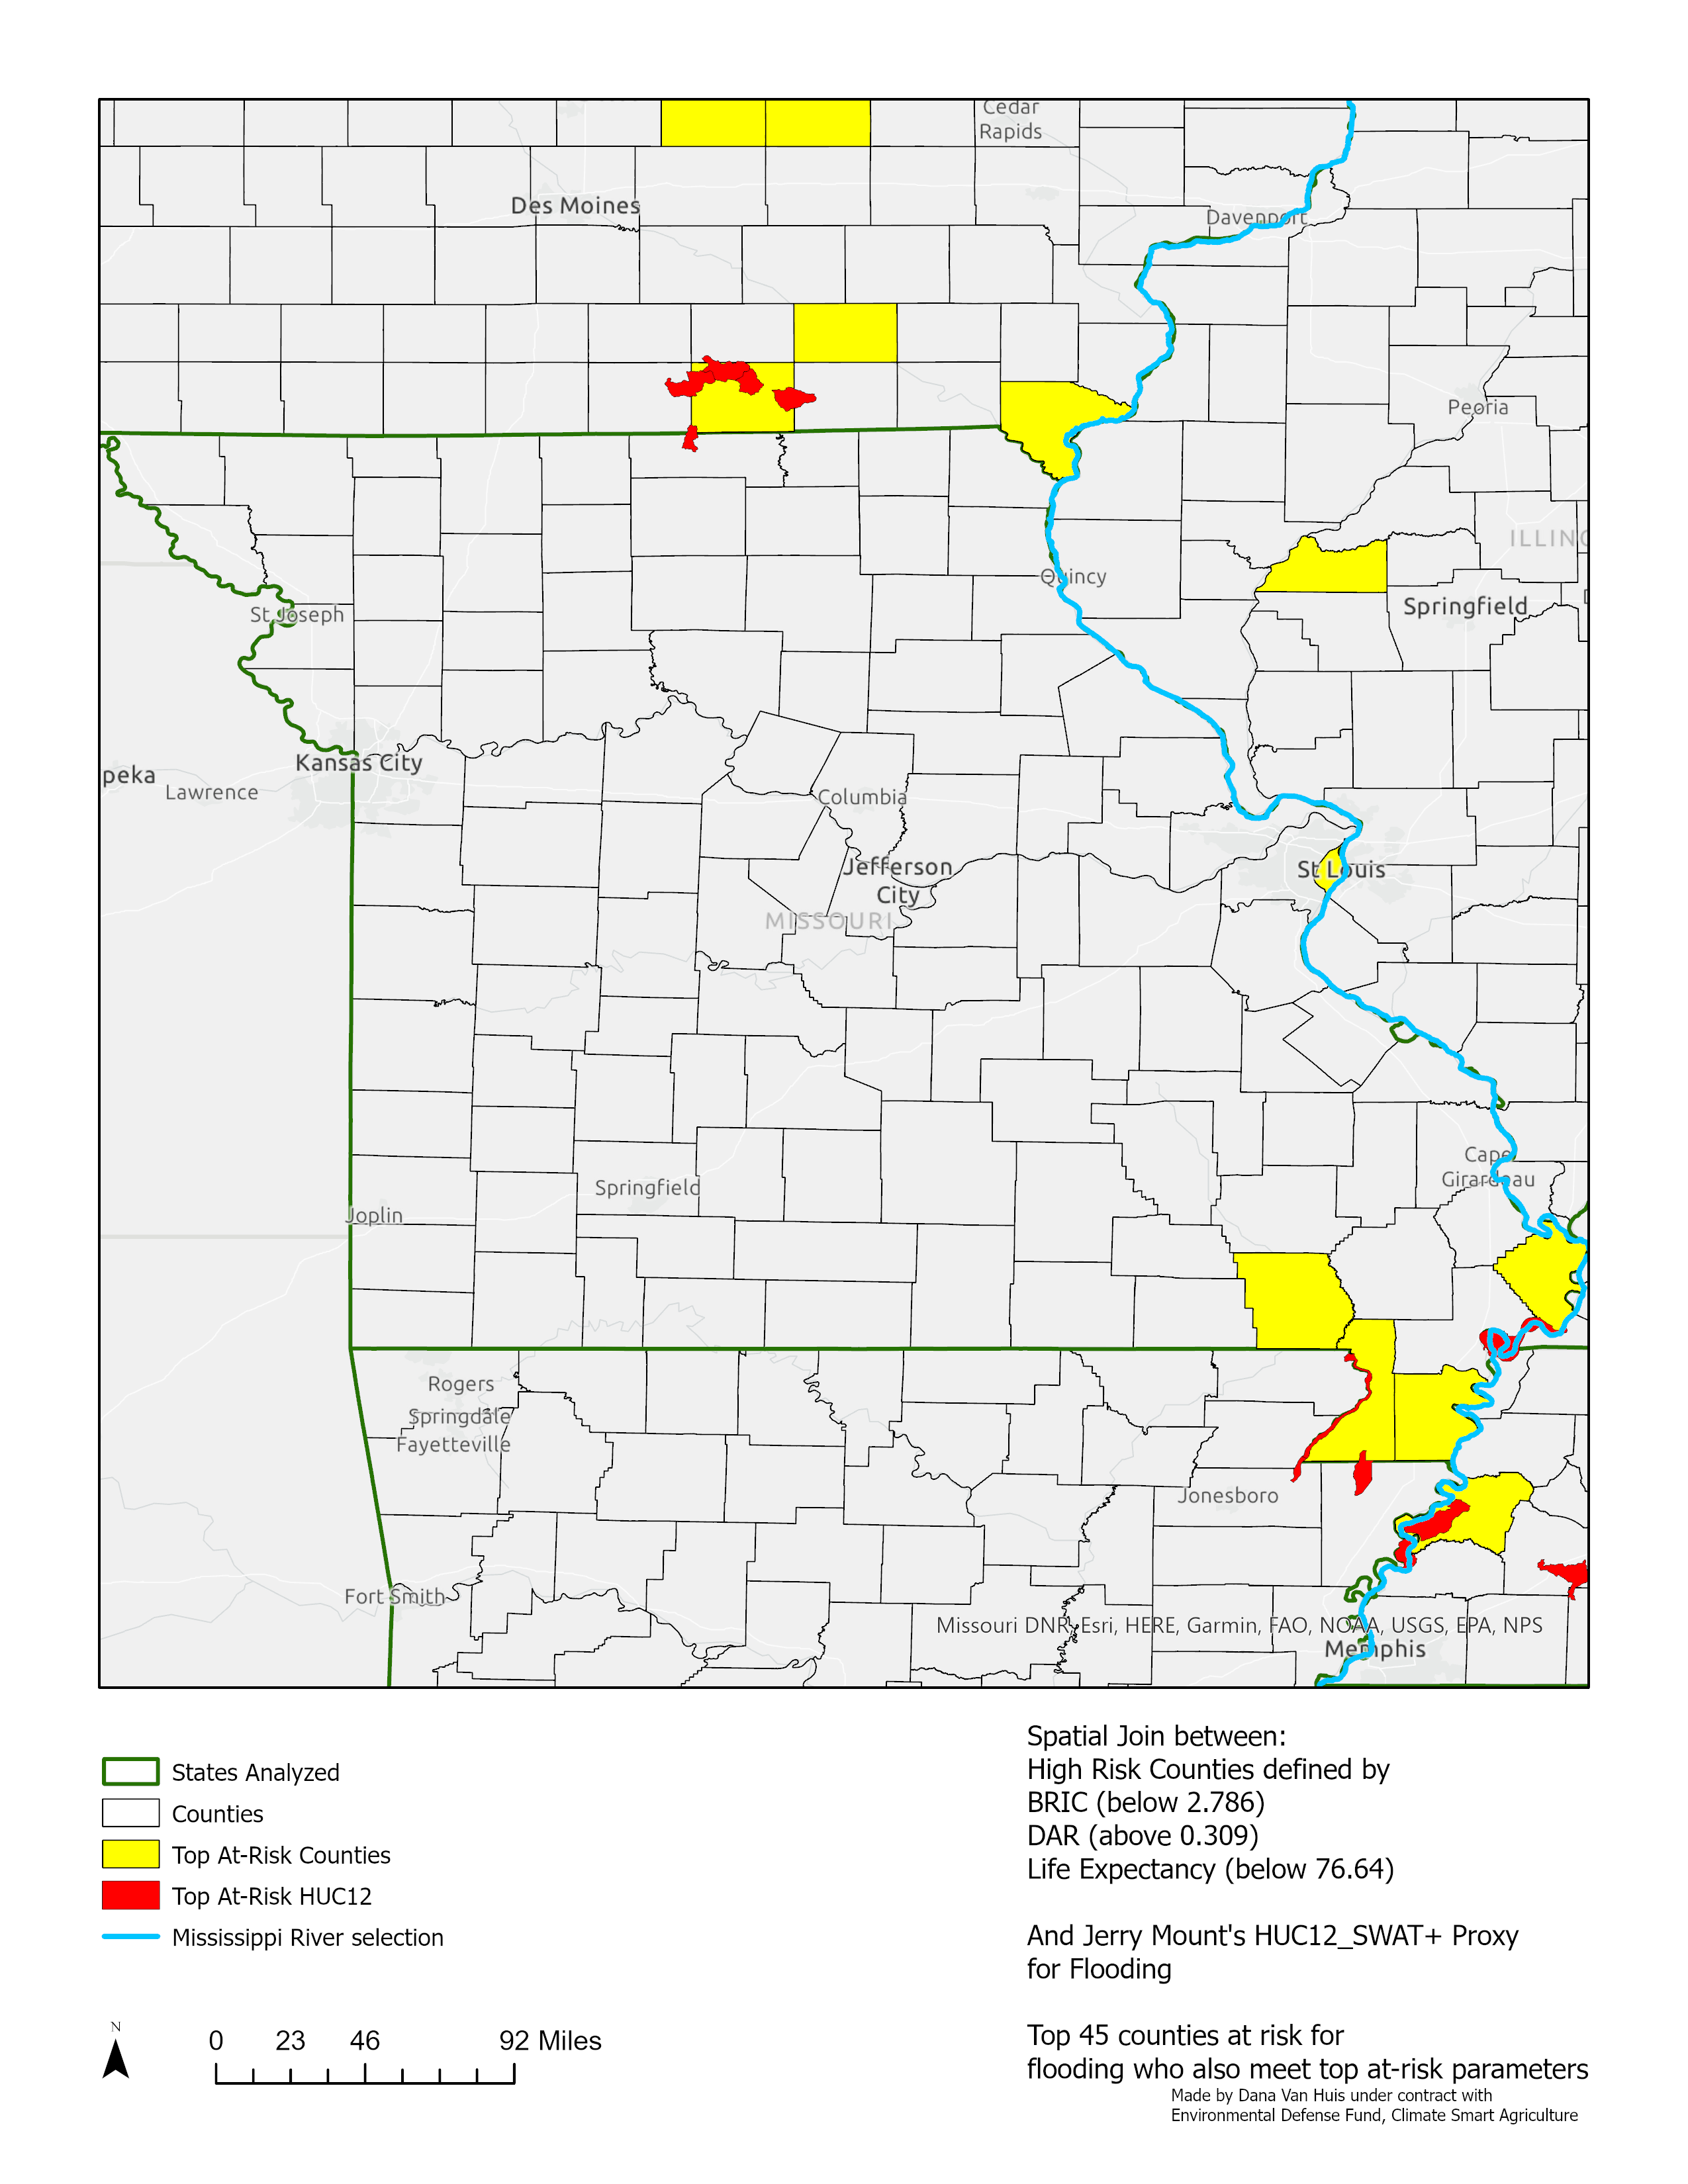 Cedar
Rapids
Des Moines
Davenport
Peoria
ILLINO
Quincy
Springfield
St Joseph
Kansas City
peka
Lawrence
Columbia
Jefferson
City
St Louis
MISSOURI
Cape
Girardeau
Springfield
Joplin
Rogers
Springdale
Fayetteville
Jonesboro
Fort Smith
Missouri DNR, Esri, HERE, Garmin, FAO, NOAA, USGS, EPA, NPS
Memphis
States Analyzed
Counties
Top At-Risk Counties
Top At-Risk HUC12
Mississippi River selection
N
0 23 46 92 Miles
Spatial Join between:
High Risk Counties defined by
BRIC (below 2.786)
DAR (above 0.309)
Life Expectancy (below 76.64)
And Jerry Mount's HUC12_SWAT+ Proxy
for Flooding
Top 45 counties at risk for
flooding who also meet top at-risk parameters
Made by Dana Van Huis under contract with
Environmental Defense Fund, Climate Smart Agriculture